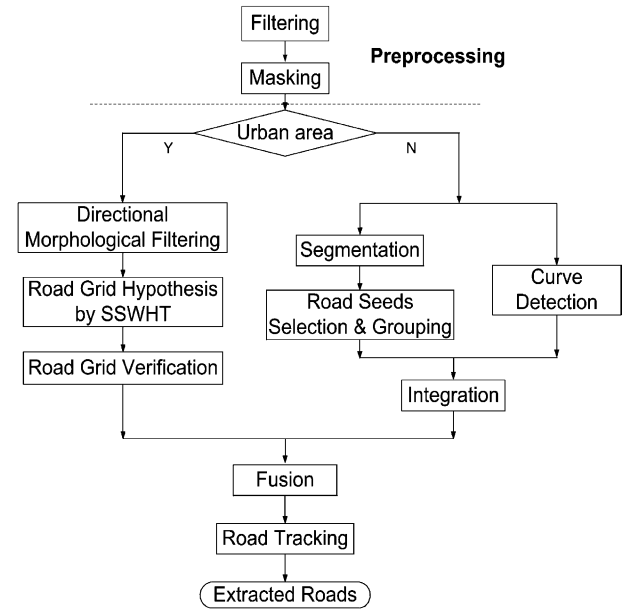 Filtering
Preprocessing
Masking
Urban area
Y
N
Directional
Morphological Filtering
Segmentation
Curve
Detection
Road Grid Hypothesis
by SSWHT
Road Seeds
Selection & Grouping
Road Grid Verification
Integration
Fusion
Road Tracking
Extracted Roads